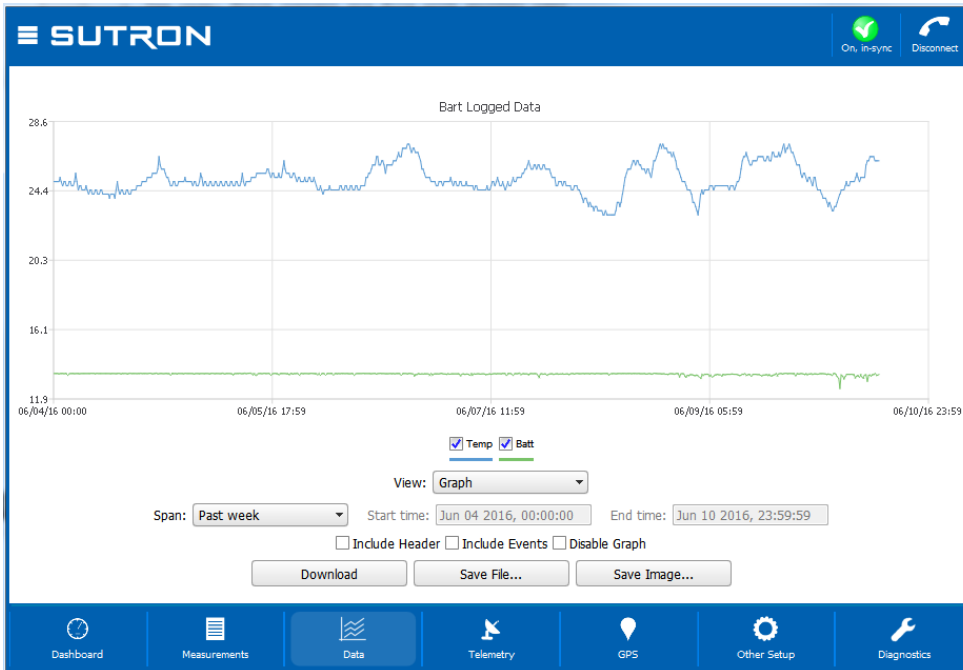 SUTRON
On, in-sync
Disconnect
Bart Logged Data
28.6
24.4
20.3
16.1
11.9
06/04/16 00:00
06/05/16 17:59
06/07/16 11:59
06/09/16 05:59
06/10/16 23:59
Temp
Batt
View: Graph
Span: Past week Start time: Jun 04 2016, 00:00:00 End time: Jun 10 2016, 23:59:59
Include Header Include Events Disable Graph
Download Save File... Save Image...
Dashboard Measurements Data Telemetry GPS Other Setup Diagnostics